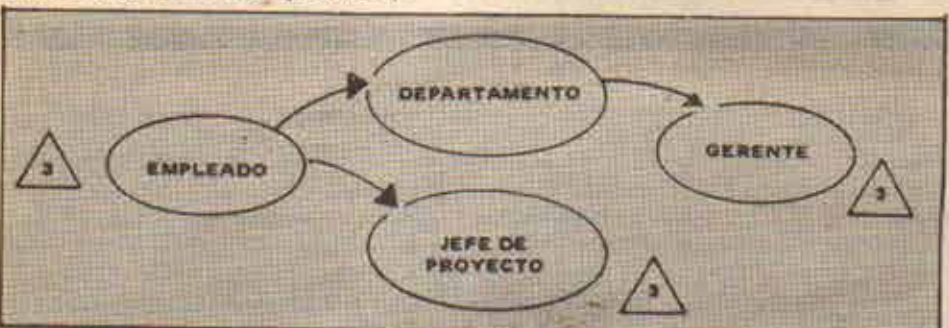 DEPARTAMENTO
GERENTE
3
EMPLEADO
3
JEFE DE
PROYECTO
3